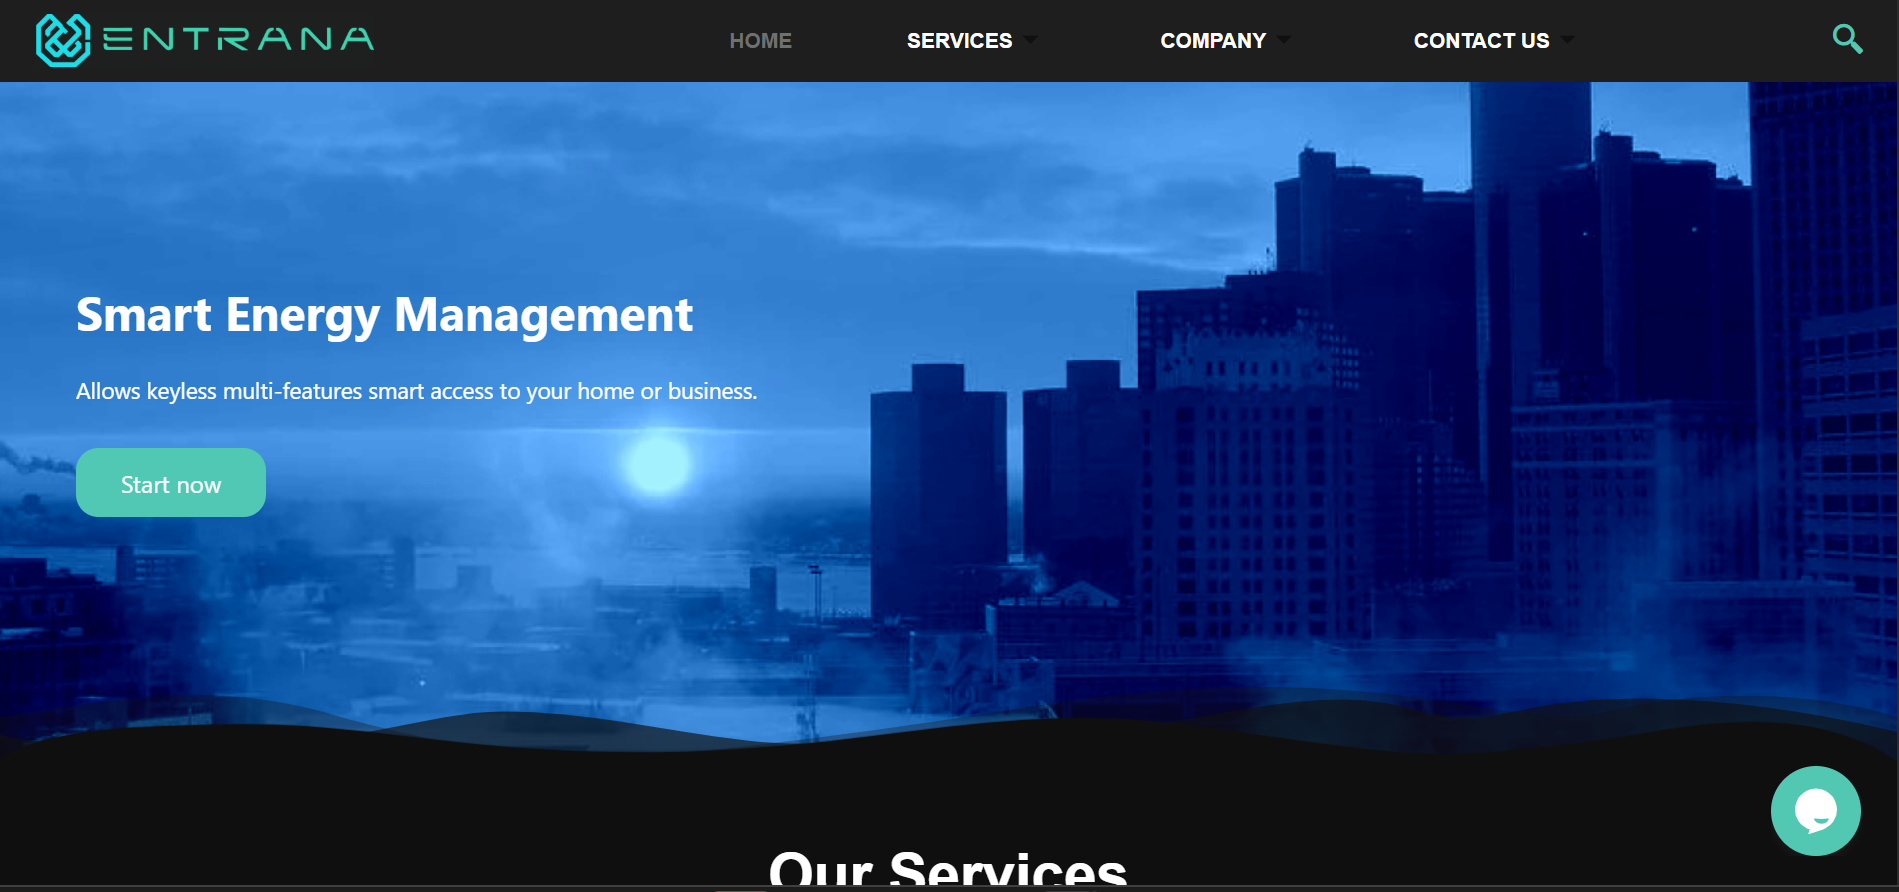 ENTRANA
HOME
SERVICES
COMPANY
CONTACT US
Smart Energy Management
Allows keyless multi-features smart access to your home or business.
Start now
Our Services